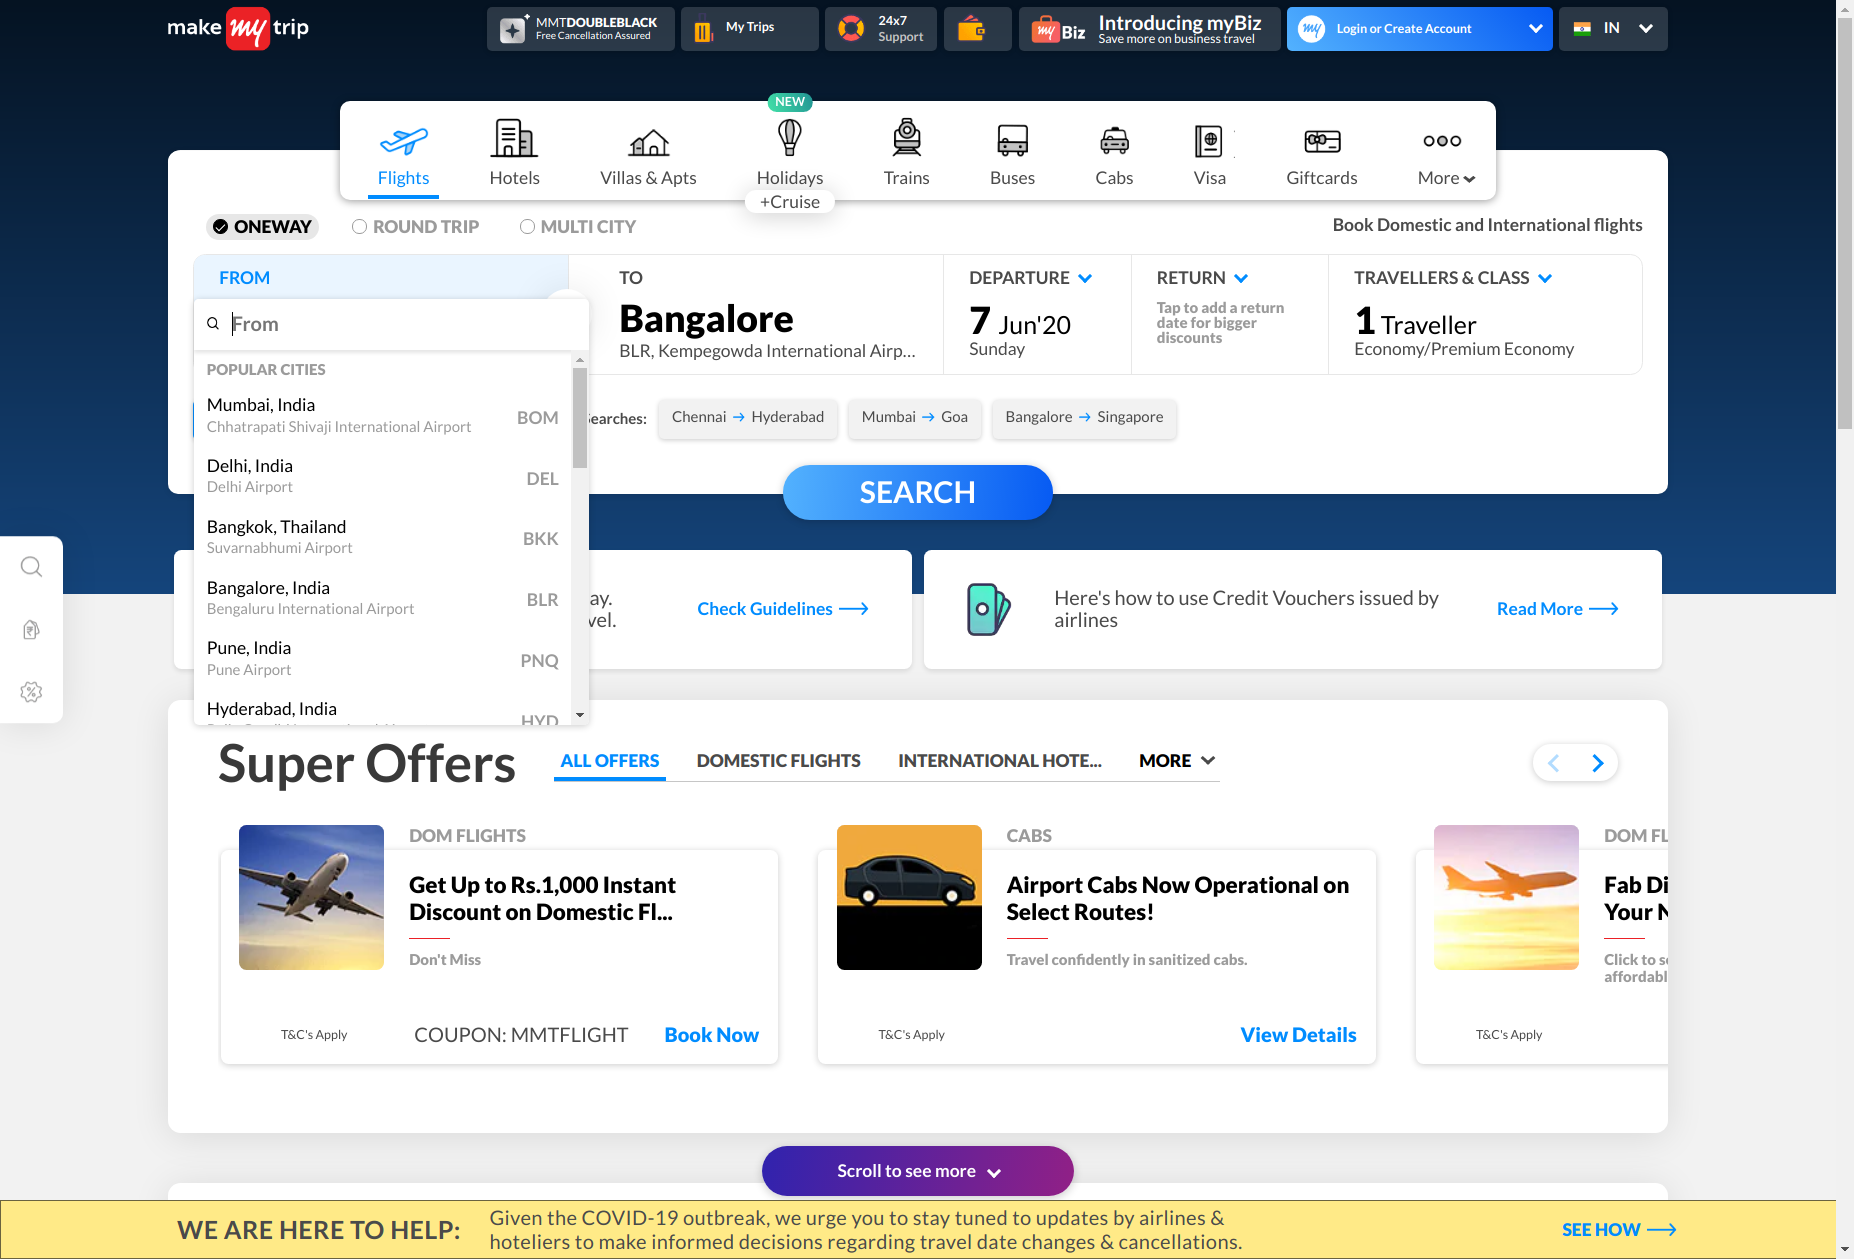 make my trip
MMTDOUBLEBLACK
Free Cancellation Assured
My Trips
24x7
Support
my Biz
Introducing myBiz
Save more on business travel
my
Login or Create Account
IN
NEW
Flights
Hotels
Villas & Apts
Holidays
+Cruise
Trains
Buses
Cabs
Visa
Giftcards
More
ONEWAY
ROUND TRIP
MULTI CITY
Book Domestic and International flights
FROM
From
POPULAR CITIES
Mumbai, India
Chhatrapati Shivaji International Airport
BOM
Delhi, India
Delhi Airport
DEL
Bangkok, Thailand
Suvarnabhumi Airport
BKK
Bangalore, India
Bengaluru International Airport
BLR
Pune, India
Pune Airport
PNQ
Hyderabad, India
HYD
TO
Bangalore
BLR, Kempegowda International Airp...
DEPARTURE
7 Jun'20
Sunday
RETURN
Tap to add a return
date for bigger
discounts
TRAVELLERS & CLASS
1 Traveller
Economy/Premium Economy
earches:
Chennai → Hyderabad
Mumbai → Goa
Bangalore → Singapore
SEARCH
ay.
vel.
Check Guidelines
Here's how to use Credit Vouchers issued by
airlines
Read More
Super Offers
ALL OFFERS
DOMESTIC FLIGHTS
INTERNATIONAL HOTE...
MORE
DOM FLIGHTS
Get Up to Rs.1,000 Instant
Discount on Domestic Fl...
Don't Miss
T&C's Apply
COUPON: MMTFLIGHT
Book Now
CABS
Airport Cabs Now Operational on
Select Routes!
Travel confidently in sanitized cabs.
T&C's Apply
View Details
DOM FL
Fab Di
Your N
Click to s
affordabl
T&C's Apply
Scroll to see more
WE ARE HERE TO HELP:
Given the COVID-19 outbreak, we urge you to stay tuned to updates by airlines &
hoteliers to make informed decisions regarding travel date changes & cancellations.
SEE HOW